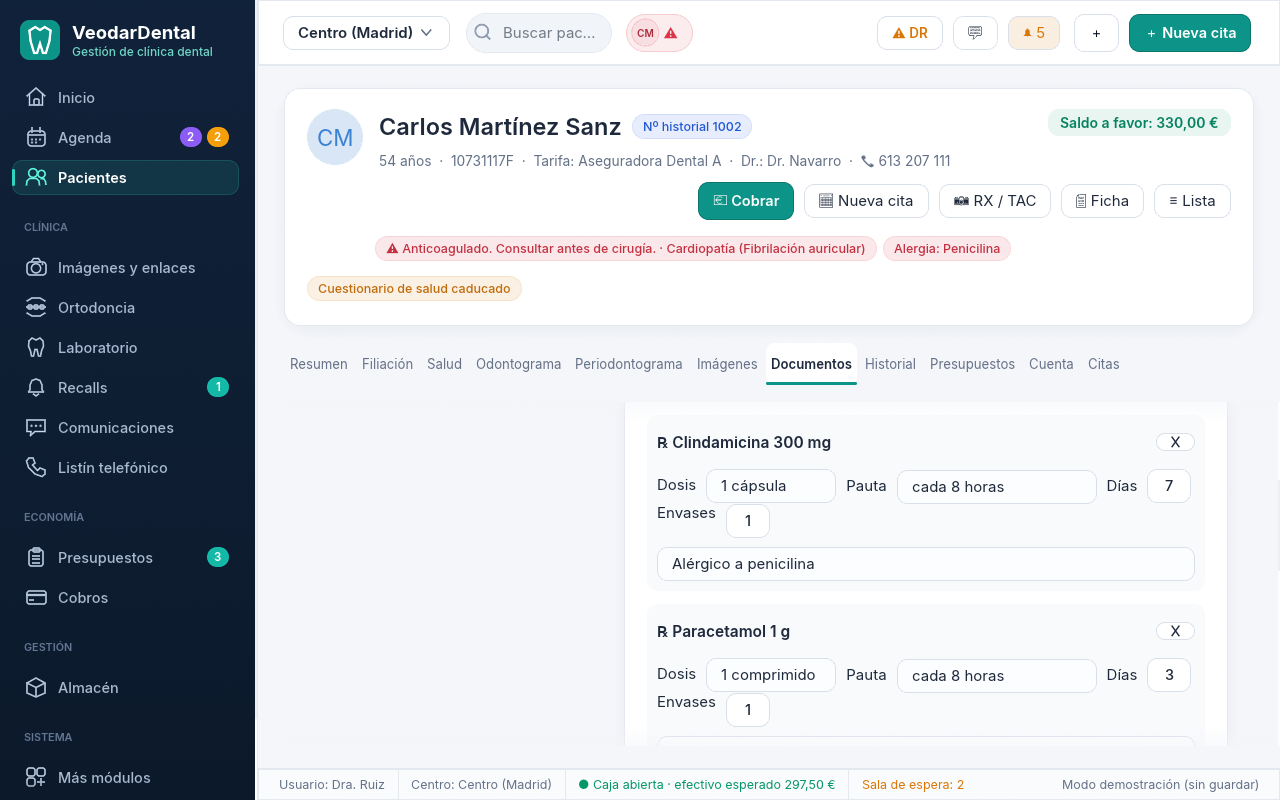 VeodarDental
Gestión de clínica dental
Inicio
Agenda 2 2
Pacientes
CLÍNICA
Imágenes y enlaces
Ortodoncia
Laboratorio
Recalls 1
Comunicaciones
Listín telefónico
ECONOMÍA
Presupuestos 3
Cobros
GESTIÓN
Almacén
SISTEMA
Más módulos
Centro (Madrid)
Buscar pac...
CM
DR
5
+
+ Nueva cita
CM
Carlos Martínez Sanz
Nº historial 1002
Saldo a favor: 330,00 €
54 años · 10731117F · Tarifa: Aseguradora Dental A · Dr.: Dr. Navarro · 613 207 111
Cobrar
Nueva cita
RX / TAC
Ficha
≡ Lista
Anticoagulado. Consultar antes de cirugía. · Cardiopatía (Fibrilación auricular)
Alergia: Penicilina
Cuestionario de salud caducado
Resumen Filiación Salud Odontograma Periodontograma Imágenes Documentos Historial Presupuestos Cuenta Citas
℞ Clindamicina 300 mg X
Dosis 1 cápsula Pauta cada 8 horas Días 7
Envases 1
Alérgico a penicilina
℞ Paracetamol 1 g X
Dosis 1 comprimido Pauta cada 8 horas Días 3
Envases 1
Usuario: Dra. Ruiz
Centro: Centro (Madrid)
● Caja abierta · efectivo esperado 297,50 €
Sala de espera: 2
Modo demostración (sin guardar)